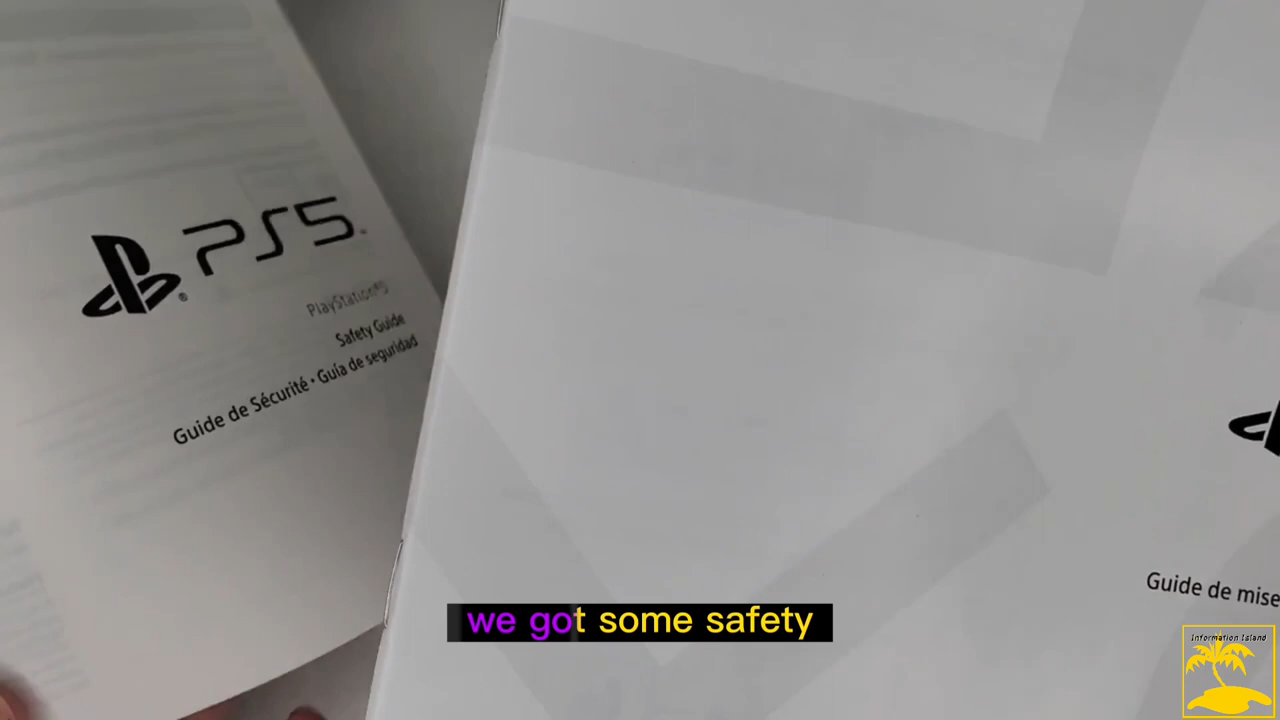 PS5
PlayStation®5
Safety Guide
Guide de Sécurité • Guía de seguridad
Guide de mise
we got some safety
Information Island